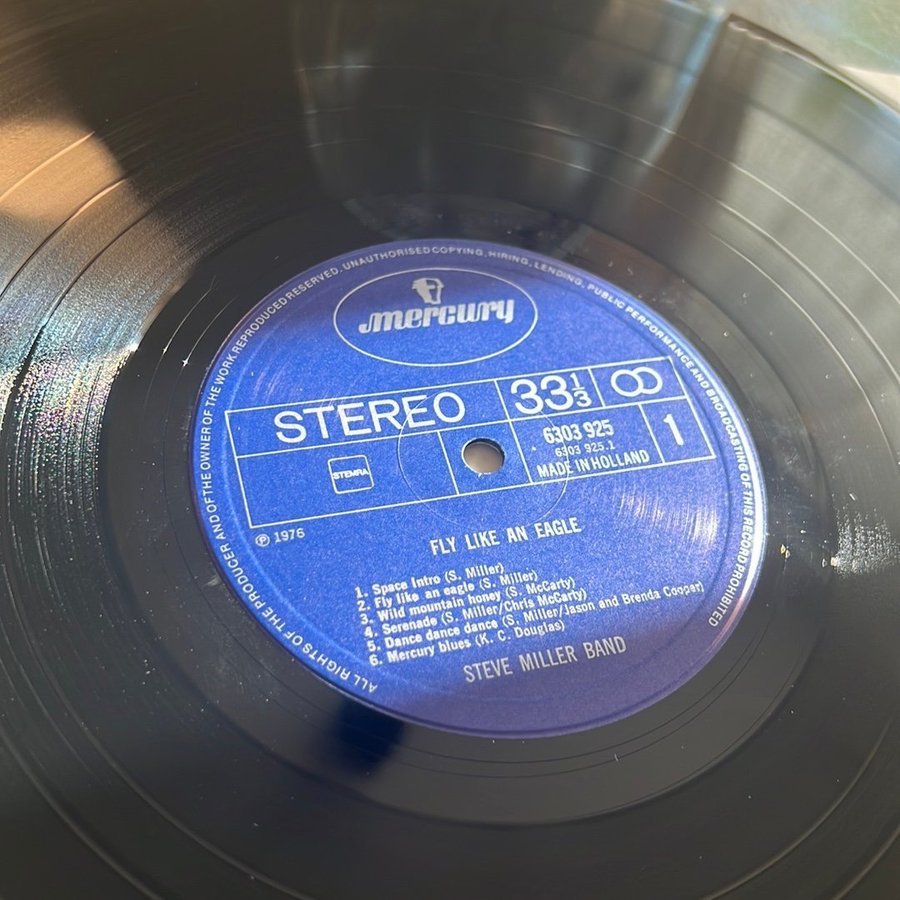 ALL RIGHTS OF THE PRODUCER AND OF THE OWNER OF THE WORK REPRODUCED RESERVED. UNAUTHORISED COPYING, HIRING, LENDING, PUBLIC PERFORMANCE AND BROADCASTING OF THIS RECORD PROHIBITED
mercury
STEREO 33⅓ ꝏ
STEMRA
6303 925 1
6303 925.1
MADE IN HOLLAND
℗ 1976
FLY LIKE AN EAGLE
1. Space Intro (S. Miller)
2. Fly like an eagle (S. Miller)
3. Wild mountain honey (S. McCarty)
4. Serenade (S. Miller/Chris McCarty)
5. Dance dance dance (S. Miller/Jason and Brenda Cooper)
6. Mercury blues (K. C. Douglas)
STEVE MILLER BAND